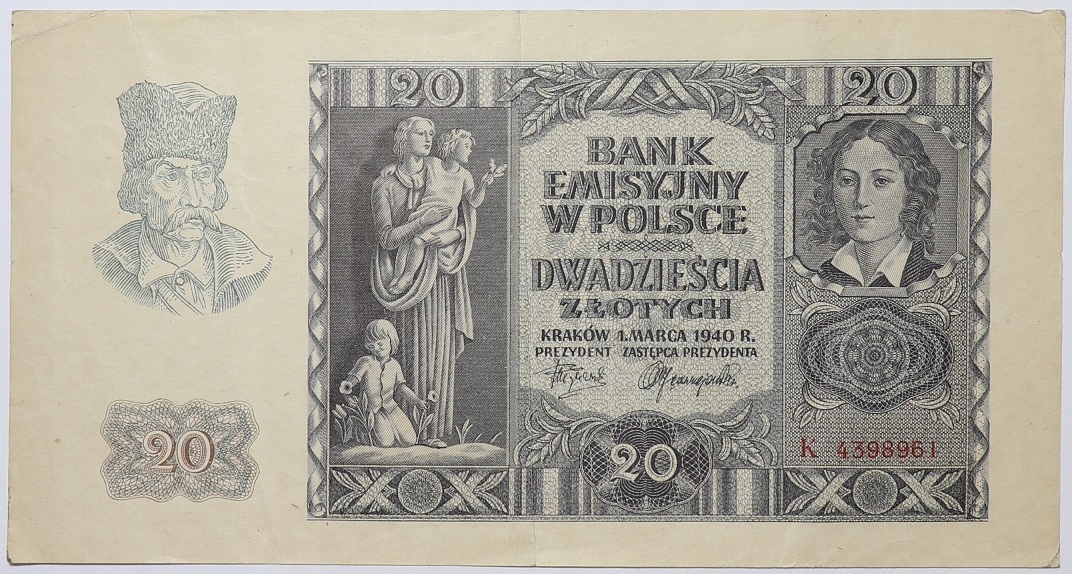 20
20
BANK
EMISYJNY
W POLSCE
DWADZIEŚCIA
ZŁOTYCH
KRAKÓW 1. MARCA 1940 R.
PREZYDENT ZASTĘPCA PREZYDENTA
K 4398961
20
20